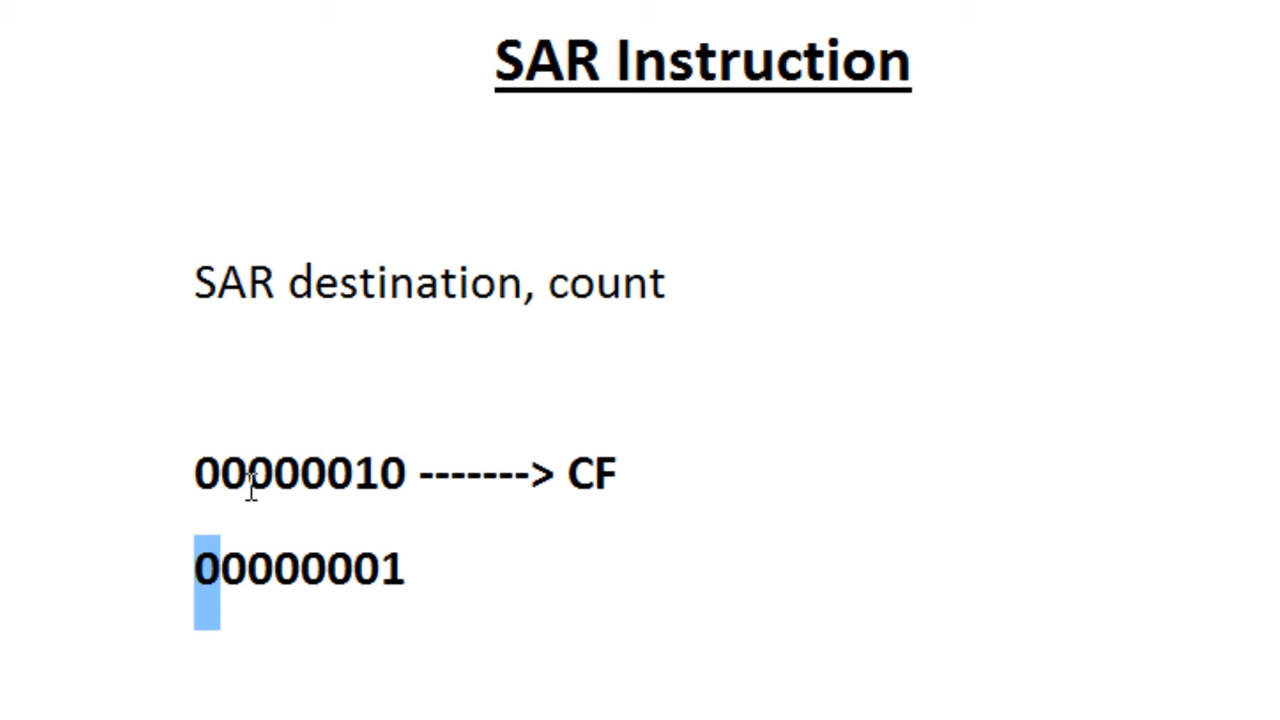 SAR Instruction
SAR destination, count
00000010 -------> CF
00000001